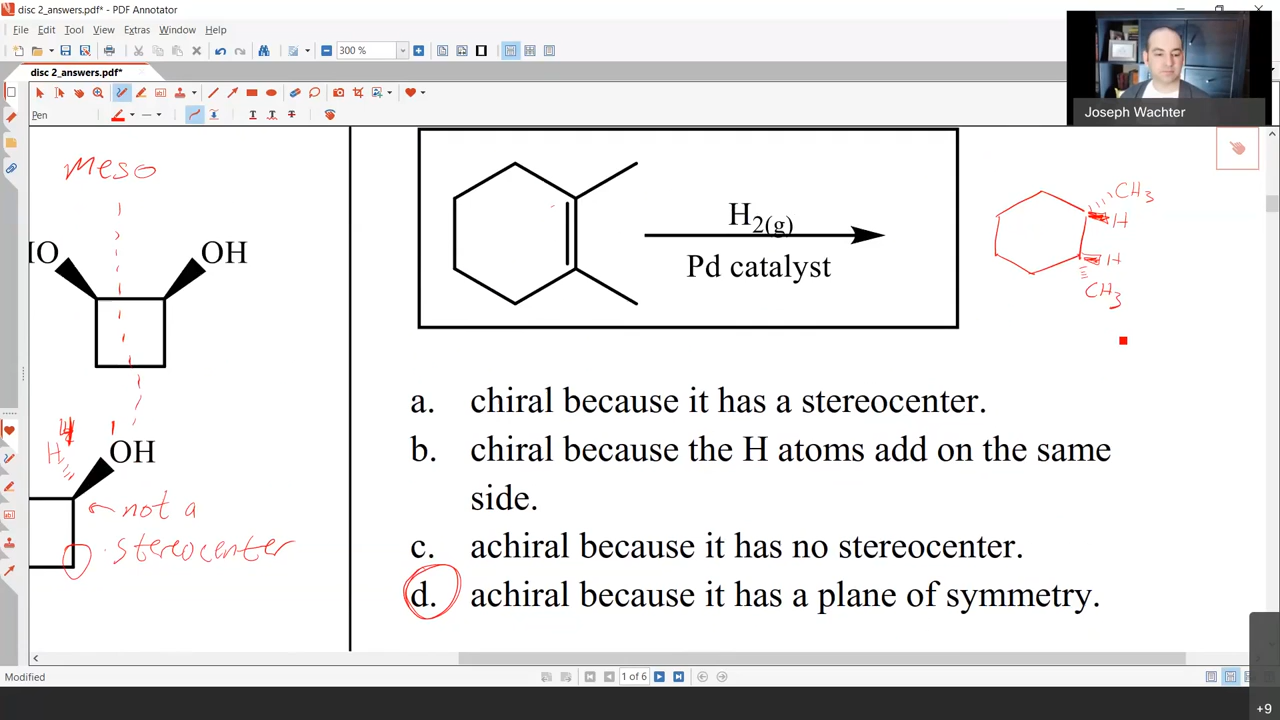 disc 2_answers.pdf* - PDF Annotator
File Edit Tool Extras Window Help
300 %
disc 2_answers.pdf*
Pen
Joseph Wachter
Meso
HO
OH
H
OH
not a
stereocenter
H2(g)
Pd catalyst
CH3
H
H
CH3
a. chiral because it has a stereocenter.
b. chiral because the H atoms add on the same
side.
c. achiral because it has no stereocenter.
d. achiral because it has a plane of symmetry.
Modified
1 of 6
+9